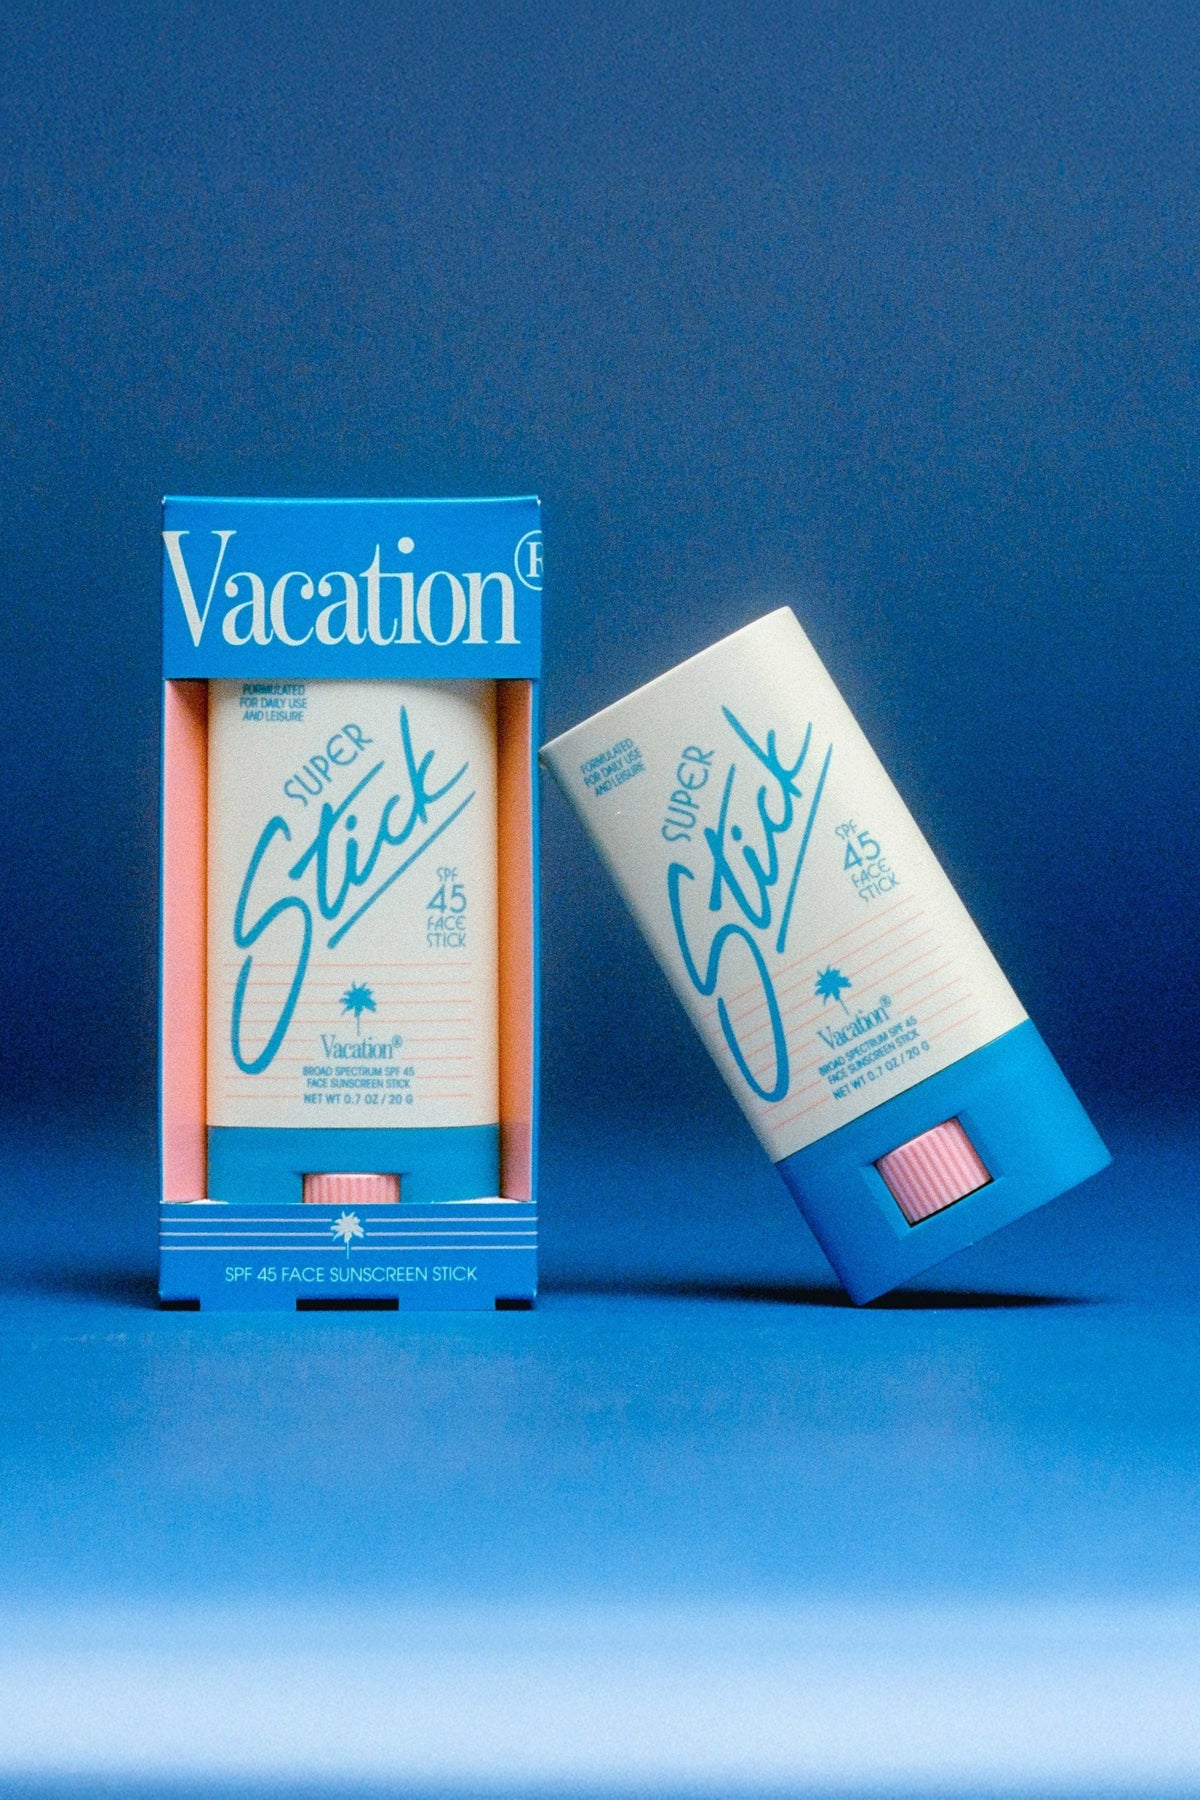 Vacation®
FORMULATED
FOR DAILY USE
AND LEISURE
SUPER
Stick
SPF
45
FACE
STICK
Vacation®
BROAD SPECTRUM SPF 45
FACE SUNSCREEN STICK
NET WT 0.7 OZ / 20 G
SPF 45 FACE SUNSCREEN STICK
FORMULATED
FOR DAILY USE
AND LEISURE
SUPER
Stick
SPF
45
FACE
STICK
Vacation®
BROAD SPECTRUM SPF 45
FACE SUNSCREEN STICK
NET WT 0.7 OZ / 20 G